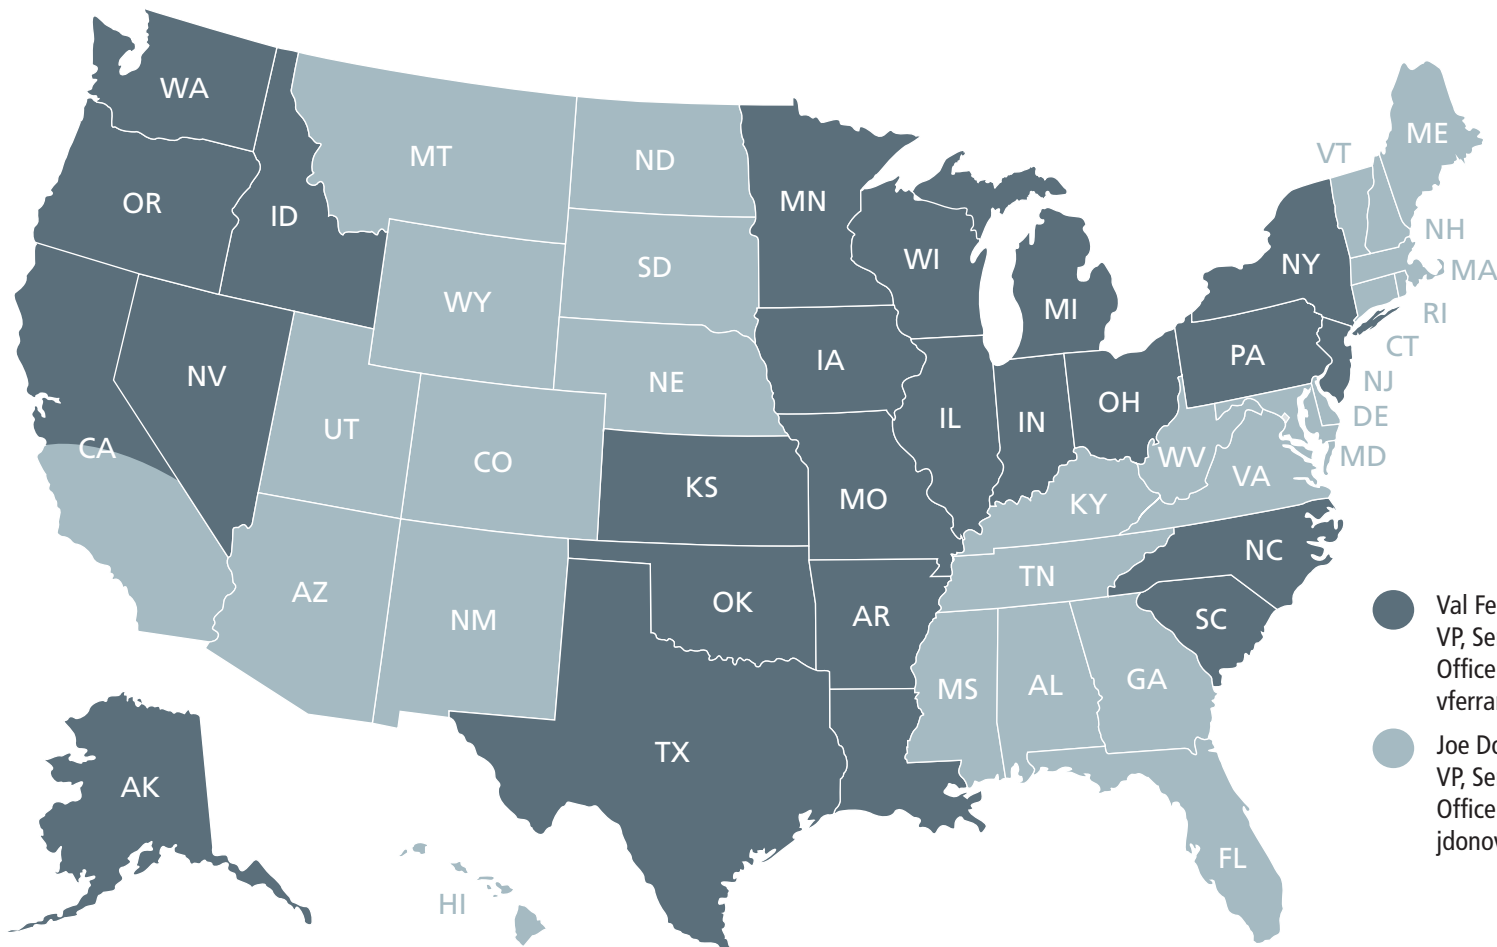 WA
OR
ID
MT
ND
MN
WI
MI
NY
VT
ME
NH
MA
RI
CT
NJ
DE
MD
SD
WY
NV
UT
CA
NE
IA
IL
IN
OH
PA
WV
VA
CO
KS
MO
KY
TN
NC
SC
AZ
NM
OK
AR
MS
AL
GA
TX
FL
AK
HI
Val Fe
VP, Se
Office
vferra
Joe Do
VP, Se
Office
jdono